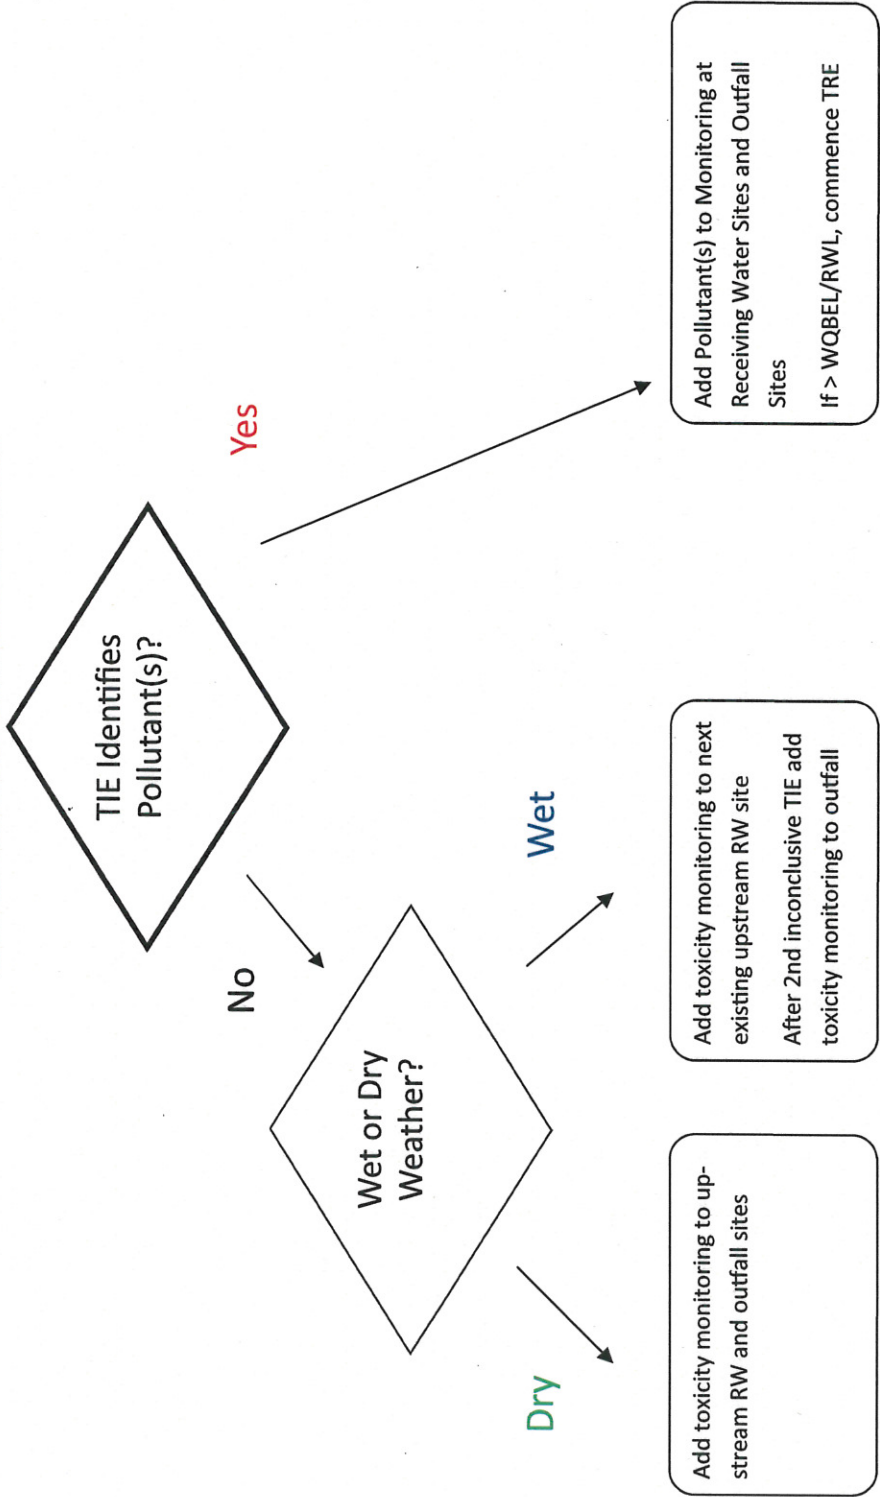 TIE Identifies
Pollutant(s)?
No
Yes
Wet or Dry
Weather?
Dry
Wet
Add toxicity monitoring to up-
stream RW and outfall sites
Add toxicity monitoring to next
existing upstream RW site
After 2nd inconclusive TIE add
toxicity monitoring to outfall
Add Pollutant(s) to Monitoring at
Receiving Water Sites and Outfall
Sites
If > WQBEL/RWL, commence TRE